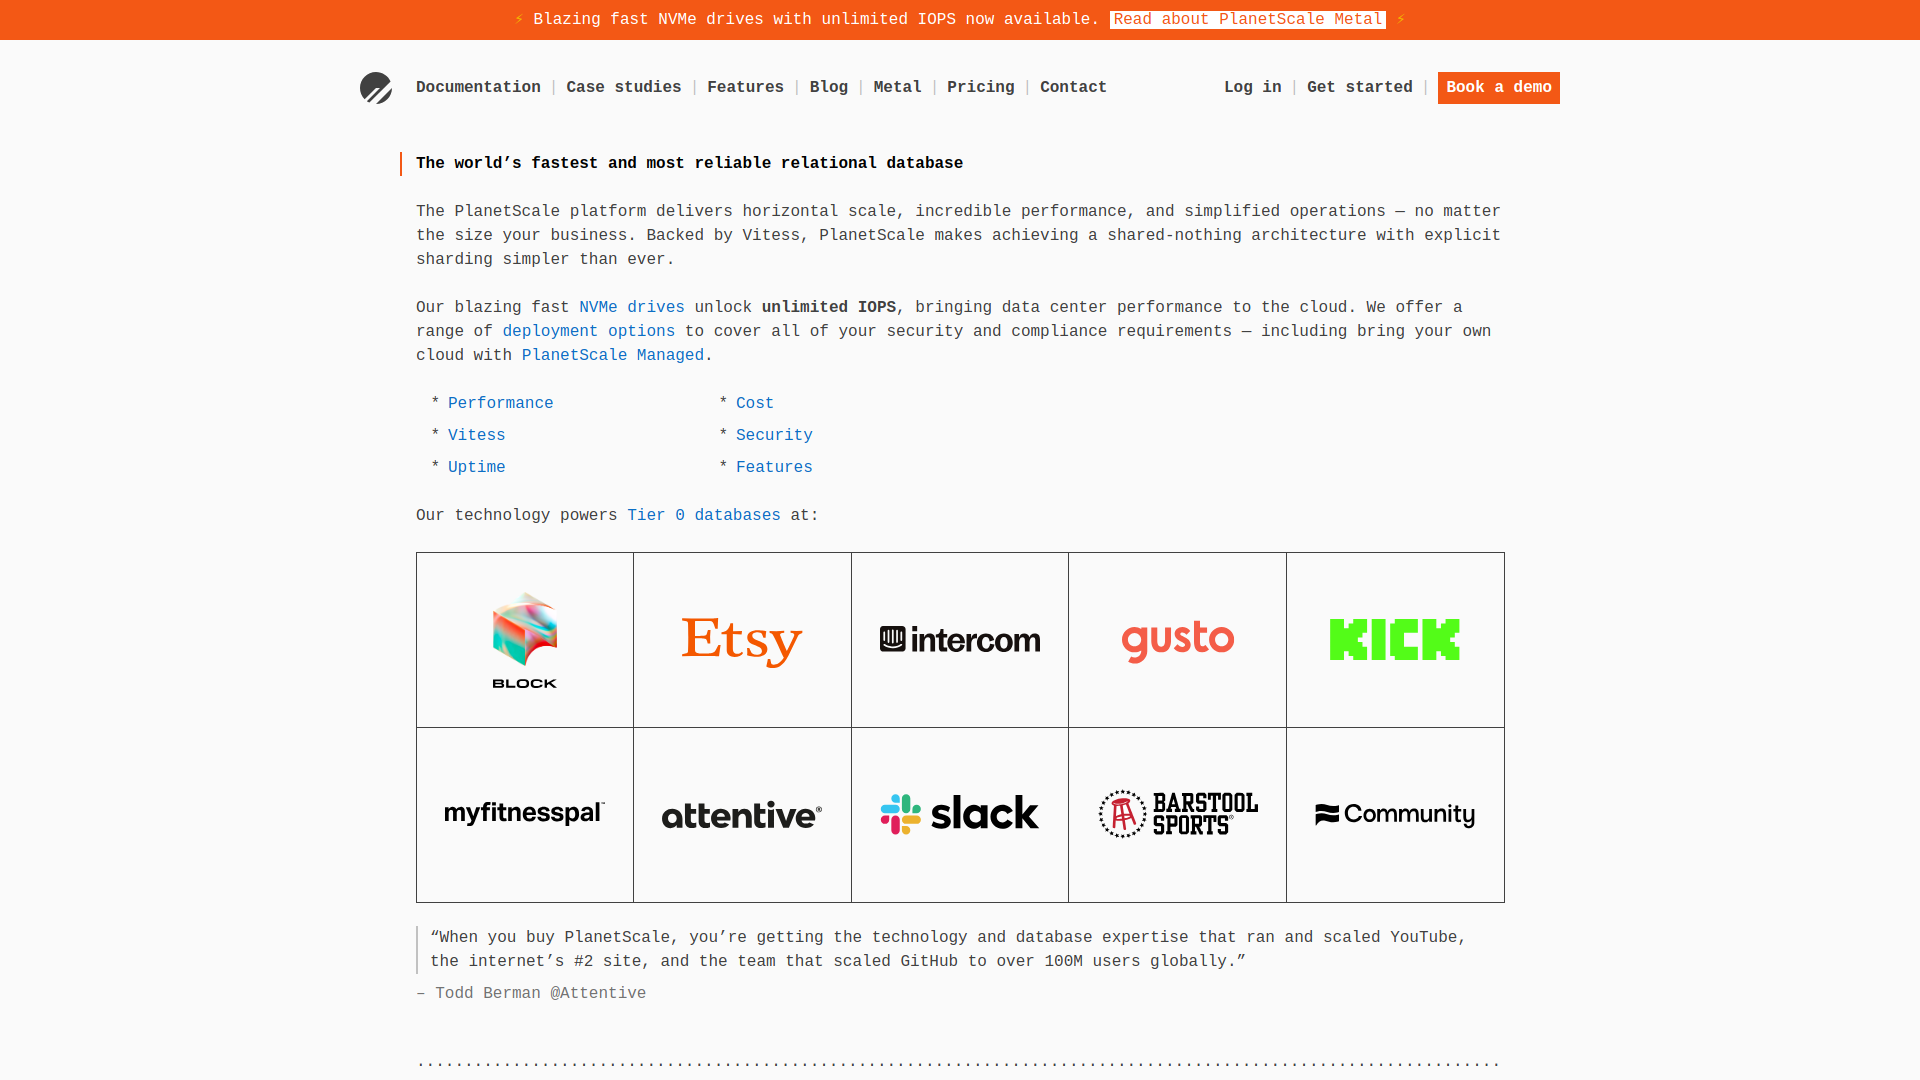 ⚡ Blazing fast NVMe drives with unlimited IOPS now available. Read about PlanetScale Metal ⚡
Documentation | Case studies | Features | Blog | Metal | Pricing | Contact
Log in | Get started | Book a demo
The world’s fastest and most reliable relational database
The PlanetScale platform delivers horizontal scale, incredible performance, and simplified operations — no matter
the size your business. Backed by Vitess, PlanetScale makes achieving a shared-nothing architecture with explicit
sharding simpler than ever.
Our blazing fast NVMe drives unlock unlimited IOPS, bringing data center performance to the cloud. We offer a
range of deployment options to cover all of your security and compliance requirements — including bring your own
cloud with PlanetScale Managed.
* Performance
* Vitess
* Uptime
* Cost
* Security
* Features
Our technology powers Tier 0 databases at:
BLOCK
Etsy
intercom
gusto
KICK
myfitnesspal™
attentive®
slack
BARSTOOL
SPORTS®
Community
“When you buy PlanetScale, you’re getting the technology and database expertise that ran and scaled YouTube,
the internet’s #2 site, and the team that scaled GitHub to over 100M users globally.”
– Todd Berman @Attentive
.................................................................................................................